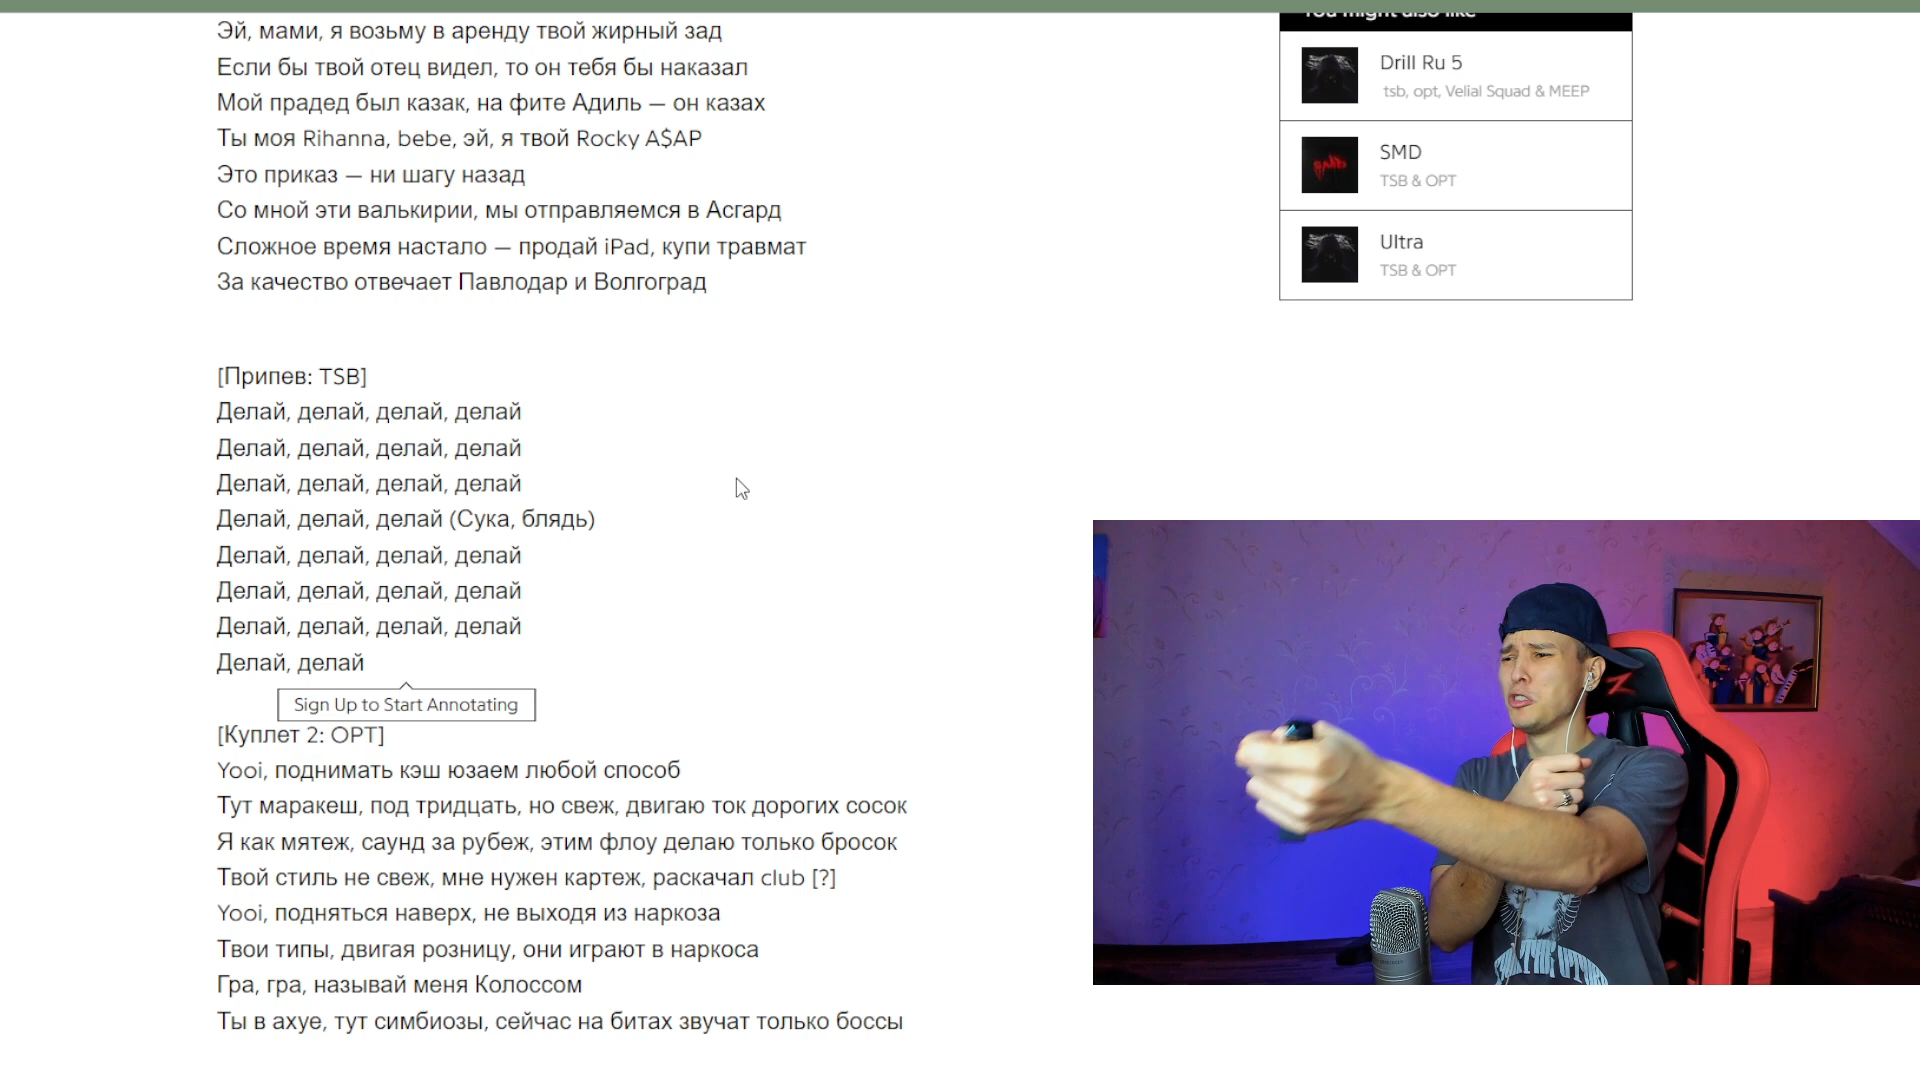 Эй, мами, я возьму в аренду твой жирный зад
Если бы твой отец видел, то он тебя бы наказал
Мой прадед был казак, на фите Адиль — он казах
Ты моя Rihanna, bebe, эй, я твой Rocky A$AP
Это приказ — ни шагу назад
Со мной эти валькирии, мы отправляемся в Асгард
Сложное время настало — продай iPad, купи травмат
За качество отвечает Павлодар и Волгоград
[Припев: TSB]
Делай, делай, делай, делай
Делай, делай, делай, делай
Делай, делай, делай, делай
Делай, делай, делай (Сука, блядь)
Делай, делай, делай, делай
Делай, делай, делай, делай
Делай, делай, делай, делай
Делай, делай
Sign Up to Start Annotating
[Куплет 2: OPT]
Yooi, поднимать кэш юзаем любой способ
Тут маракеш, под тридцать, но свеж, двигаю ток дорогих сосок
Я как мятеж, саунд за рубеж, этим флоу делаю только бросок
Твой стиль не свеж, мне нужен картеж, раскачал club [?]
Yooi, подняться наверх, не выходя из наркоза
Твои типы, двигая розницу, они играют в наркоса
Гра, гра, называй меня Колоссом
Ты в ахуе, тут симбиозы, сейчас на битах звучат только боссы
You might also like
Drill Ru 5
tsb, opt, Velial Squad & MEEP
SMD
TSB & OPT
Ultra
TSB & OPT